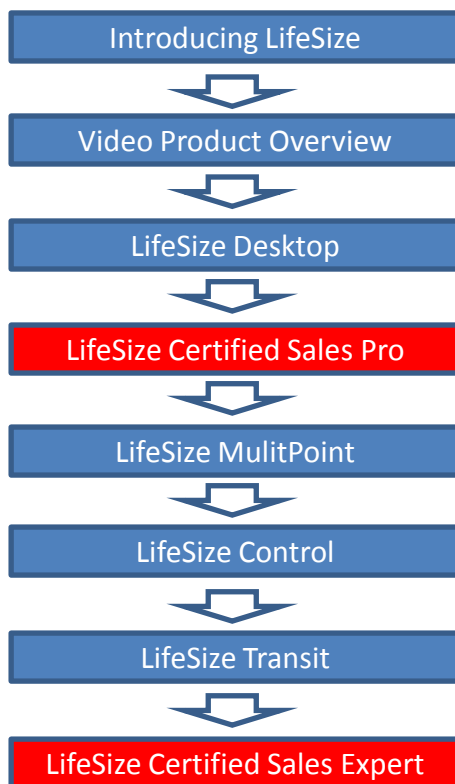 Introducing LifeSize
Video Product Overview
LifeSize Desktop
LifeSize Certified Sales Pro
LifeSize MulitPoint
LifeSize Control
LifeSize Transit
LifeSize Certified Sales Expert